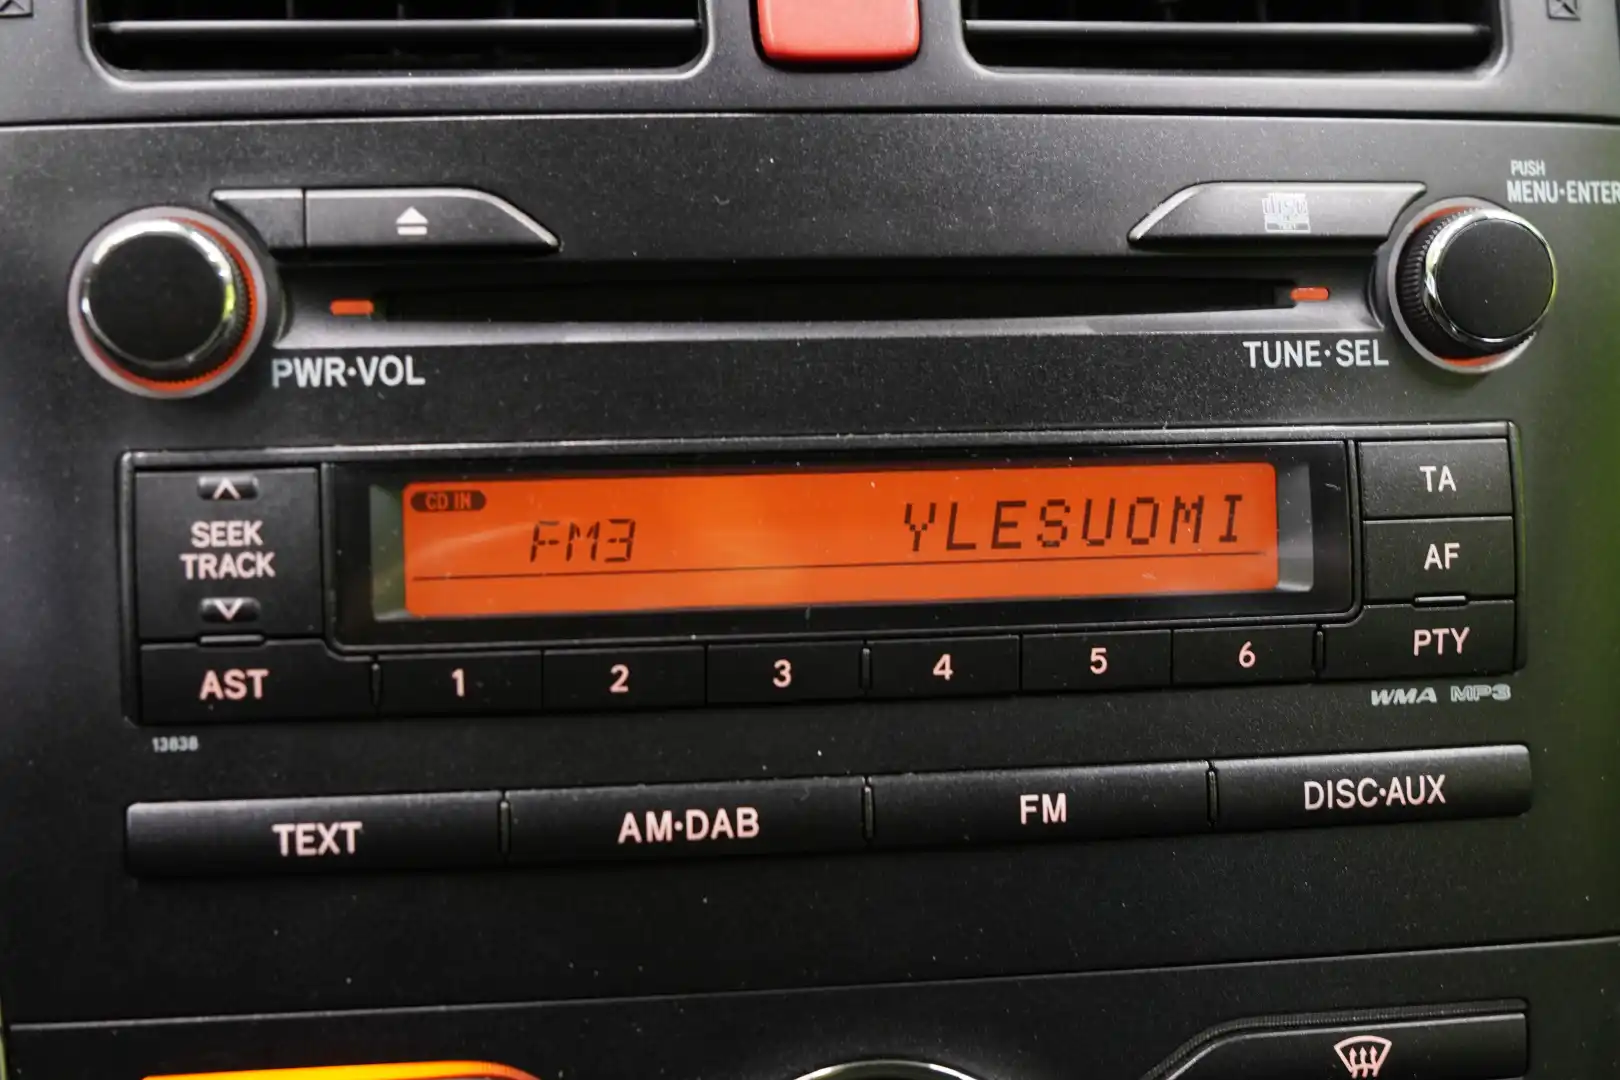 PUSH
MENU·ENTER
PWR·VOL
TUNE·SEL
CD IN
FM3
YLESUOMI
SEEK
TRACK
TA
AF
PTY
AST
1
2
3
4
5
6
WMA MP3
13838
TEXT
AM·DAB
FM
DISC·AUX